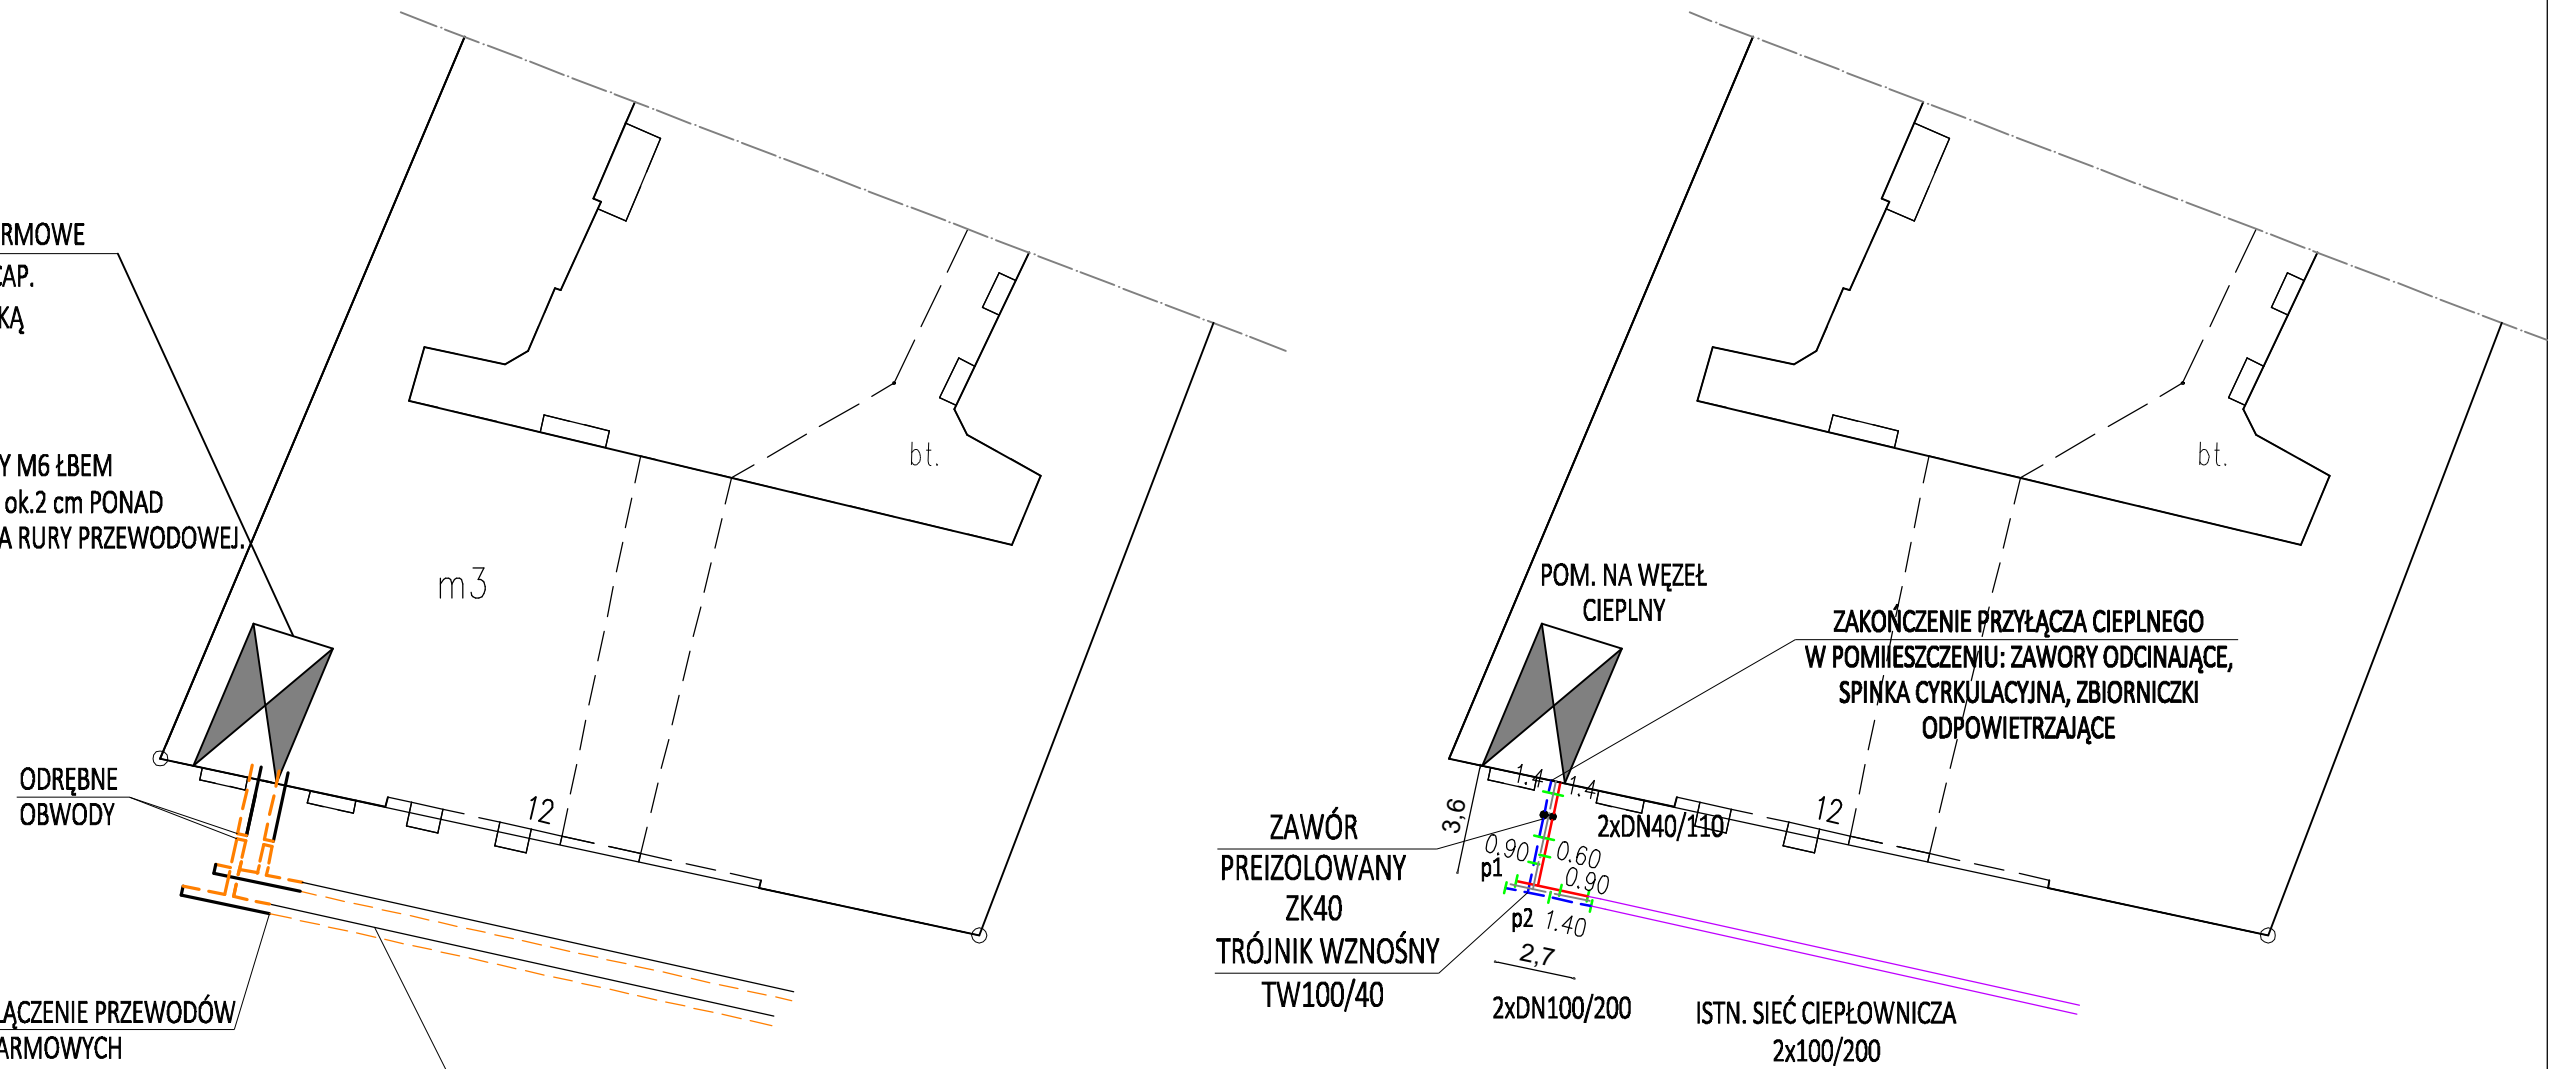 RMOWE
CAP.
KĄ
Y M6 ŁBEM
ok.2 cm PONAD
A RURY PRZEWODOWEJ.
m3
bt.
12
ODRĘBNE
OBWODY
ŁĄCZENIE PRZEWODÓW
ARMOWYCH
bt.
POM. NA WĘZEŁ
CIEPLNY
ZAKOŃCZENIE PRZYŁĄCZA CIEPLNEGO
W POMIESZCZENIU: ZAWORY ODCINAJĄCE,
SPINKA CYRKULACYJNA, ZBIORNICZKI
ODPOWIETRZAJĄCE
1.4
1.4
3,6
12
2xDN40/110
ZAWÓR
PREIZOLOWANY
ZK40
0.90
0.60
p1
0.90
p2
1.40
TRÓJNIK WZNOŚNY
TW100/40
2,7
2xDN100/200
ISTN. SIEĆ CIEPŁOWNICZA
2x100/200